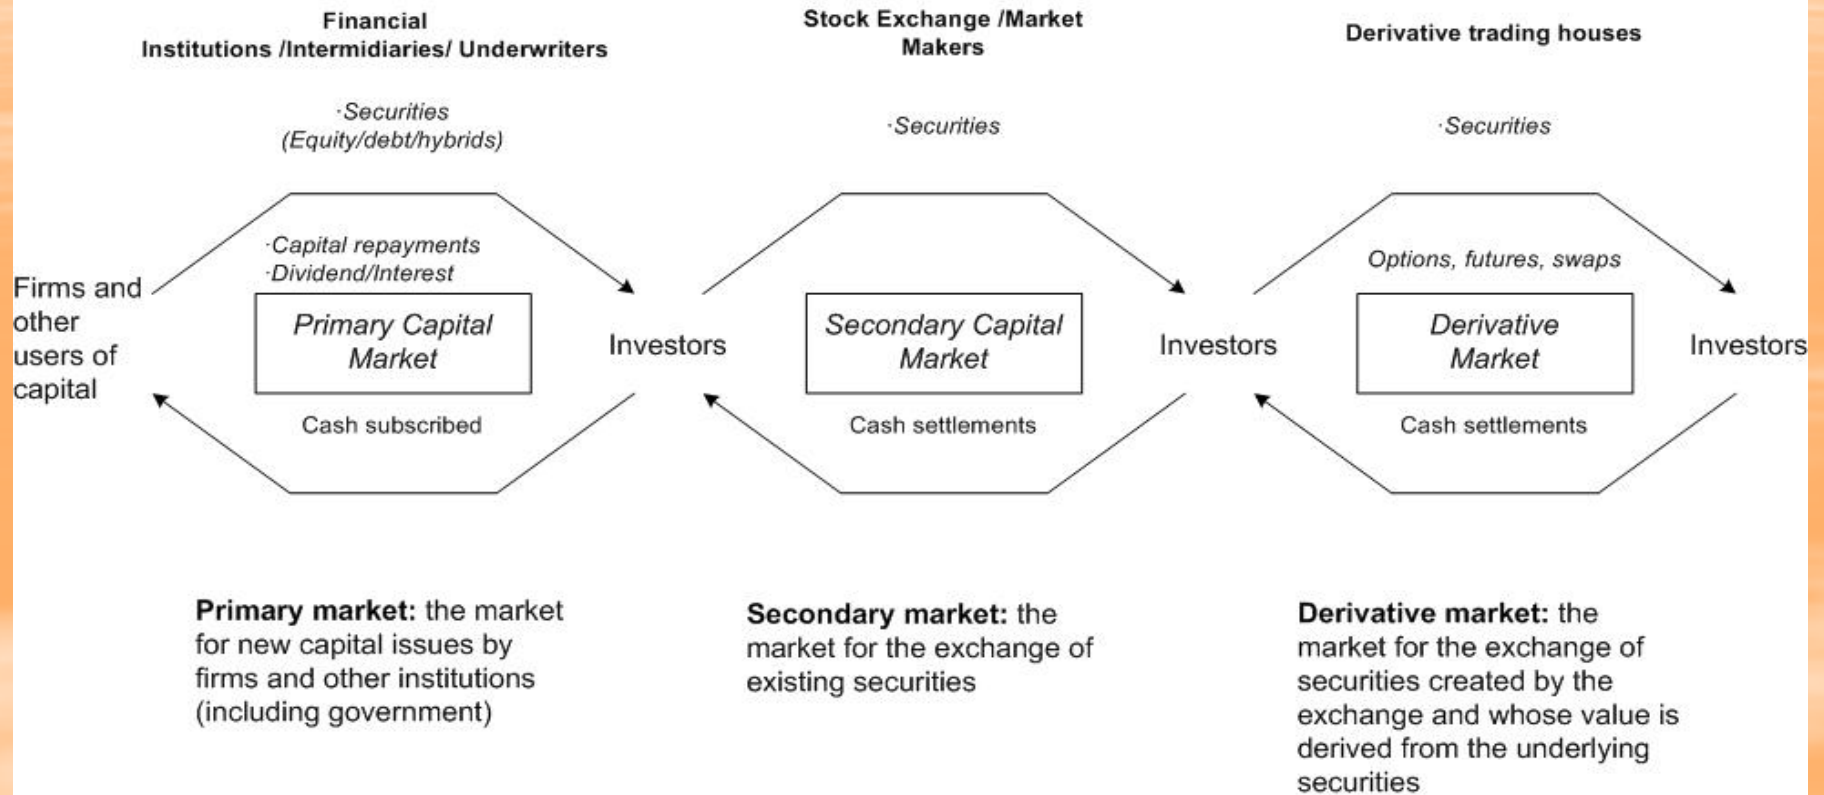 Financial
Institutions /Intermidiaries/ Underwriters
Stock Exchange /Market
Makers
Derivative trading houses
·Securities
(Equity/debt/hybrids)
·Securities
·Securities
·Capital repayments
·Dividend/Interest
Options, futures, swaps
Firms and
other
users of
capital
Primary Capital
Market
Investors
Secondary Capital
Market
Investors
Derivative
Market
Investors
Cash subscribed
Cash settlements
Cash settlements
Primary market: the market
for new capital issues by
firms and other institutions
(including government)
Secondary market: the
market for the exchange of
existing securities
Derivative market: the
market for the exchange of
securities created by the
exchange and whose value is
derived from the underlying
securities